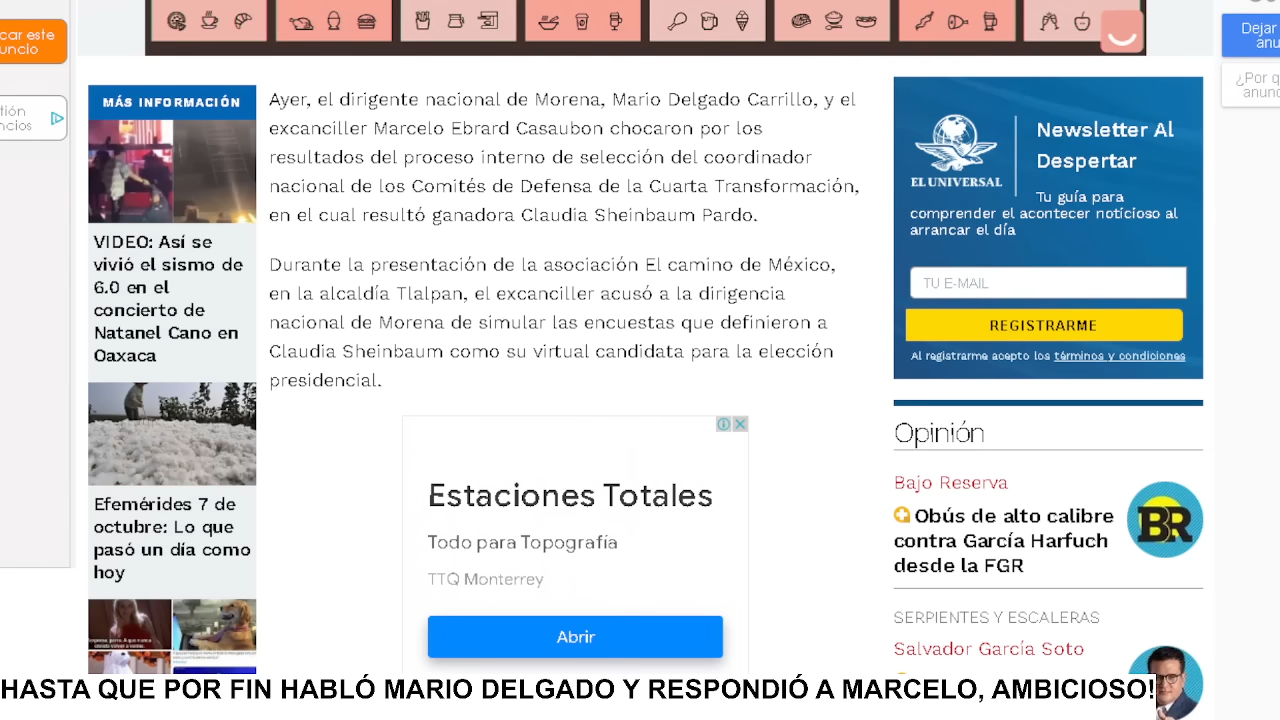 car este
uncio
tión
ncios
MÁS INFORMACIÓN
VIDEO: Así se
vivió el sismo de
6.0 en el
concierto de
Natanel Cano en
Oaxaca
Efemérides 7 de
octubre: Lo que
pasó un día como
hoy
Ayer, el dirigente nacional de Morena, Mario Delgado Carrillo, y el
excanciller Marcelo Ebrard Casaubon chocaron por los
resultados del proceso interno de selección del coordinador
nacional de los Comités de Defensa de la Cuarta Transformación,
en el cual resultó ganadora Claudia Sheinbaum Pardo.
Durante la presentación de la asociación El camino de México,
en la alcaldía Tlalpan, el excanciller acusó a la dirigencia
nacional de Morena de simular las encuestas que definieron a
Claudia Sheinbaum como su virtual candidata para la elección
presidencial.
Estaciones Totales
Todo para Topografía
TTQ Monterrey
Abrir
EL UNIVERSAL
Newsletter Al
Despertar
Tu guía para
comprender el acontecer noticioso al
arrancar el día
TU E-MAIL
REGISTRARME
Al registrarme acepto los términos y condiciones
Opinión
Bajo Reserva
Obús de alto calibre
contra García Harfuch
desde la FGR
BR
SERPIENTES Y ESCALERAS
Salvador García Soto
Dejar
anu
¿Por q
anunc
HASTA QUE POR FIN HABLÓ MARIO DELGADO Y RESPONDIÓ A MARCELO, AMBICIOSO!